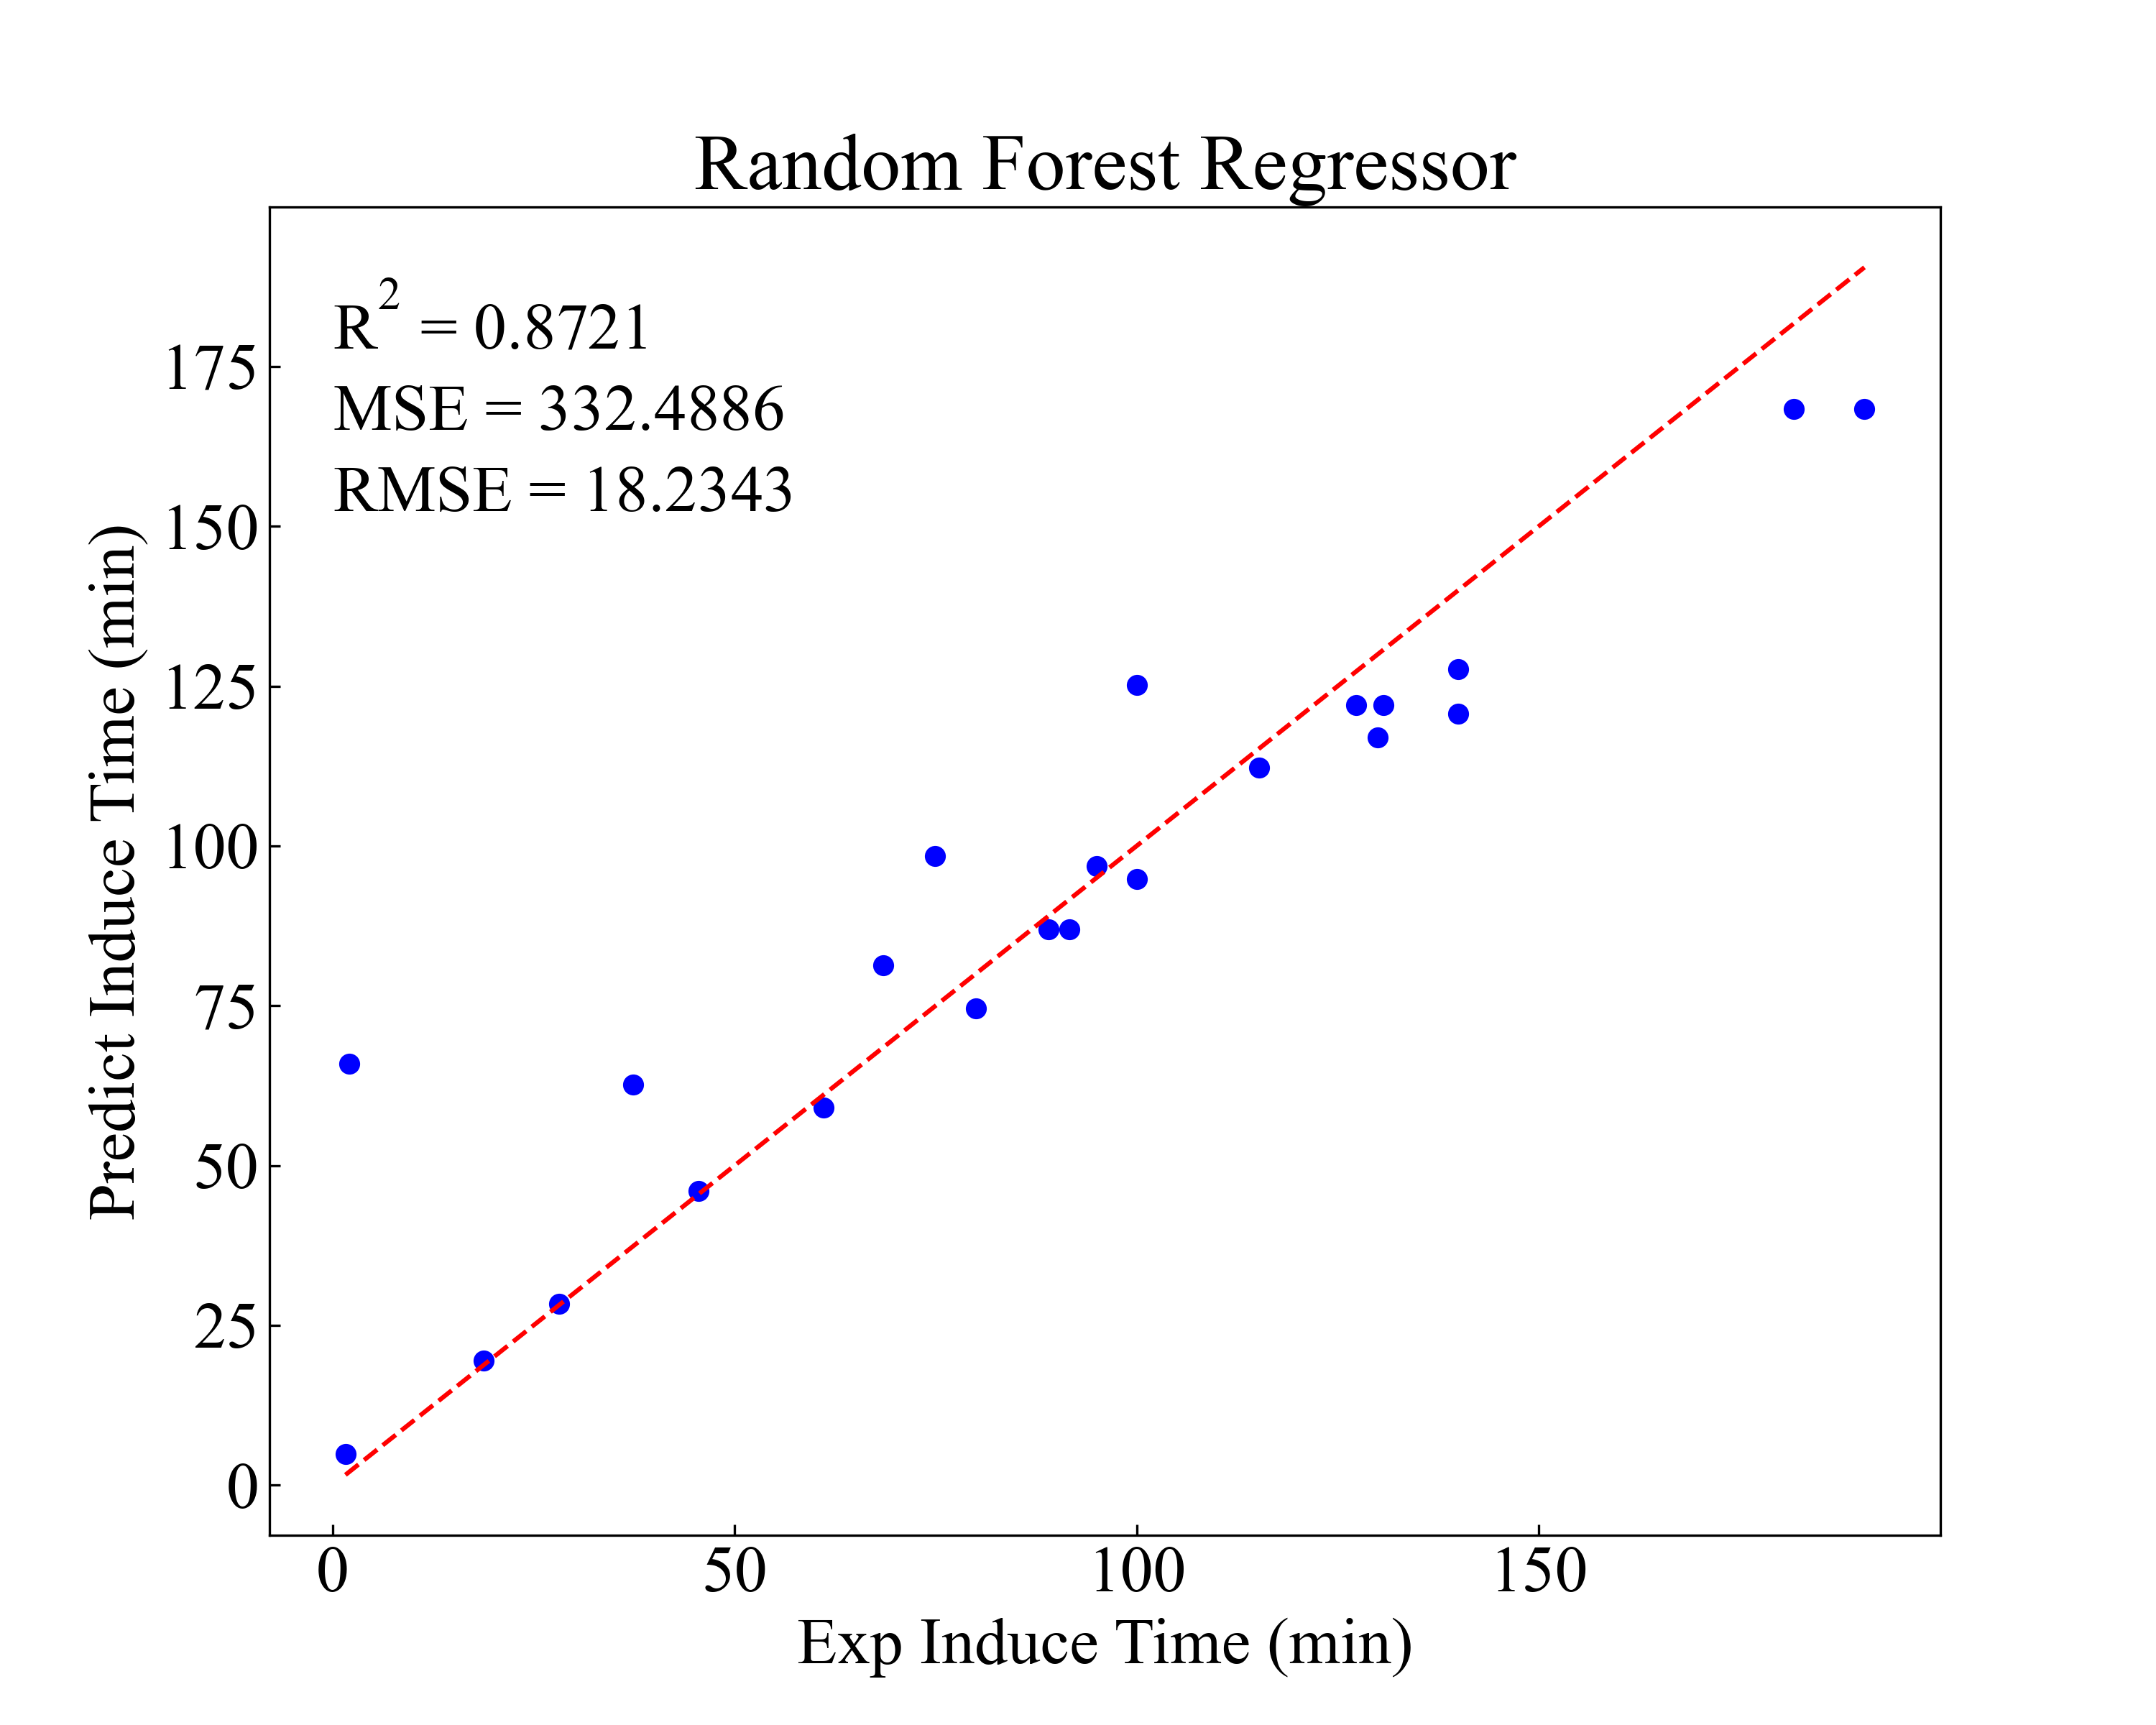 Random Forest Regressor
R² = 0.8721
MSE = 332.4886
RMSE = 18.2343
Predict Induce Time (min)
175
150
125
100
75
50
25
0
0 50 100 150
Exp Induce Time (min)